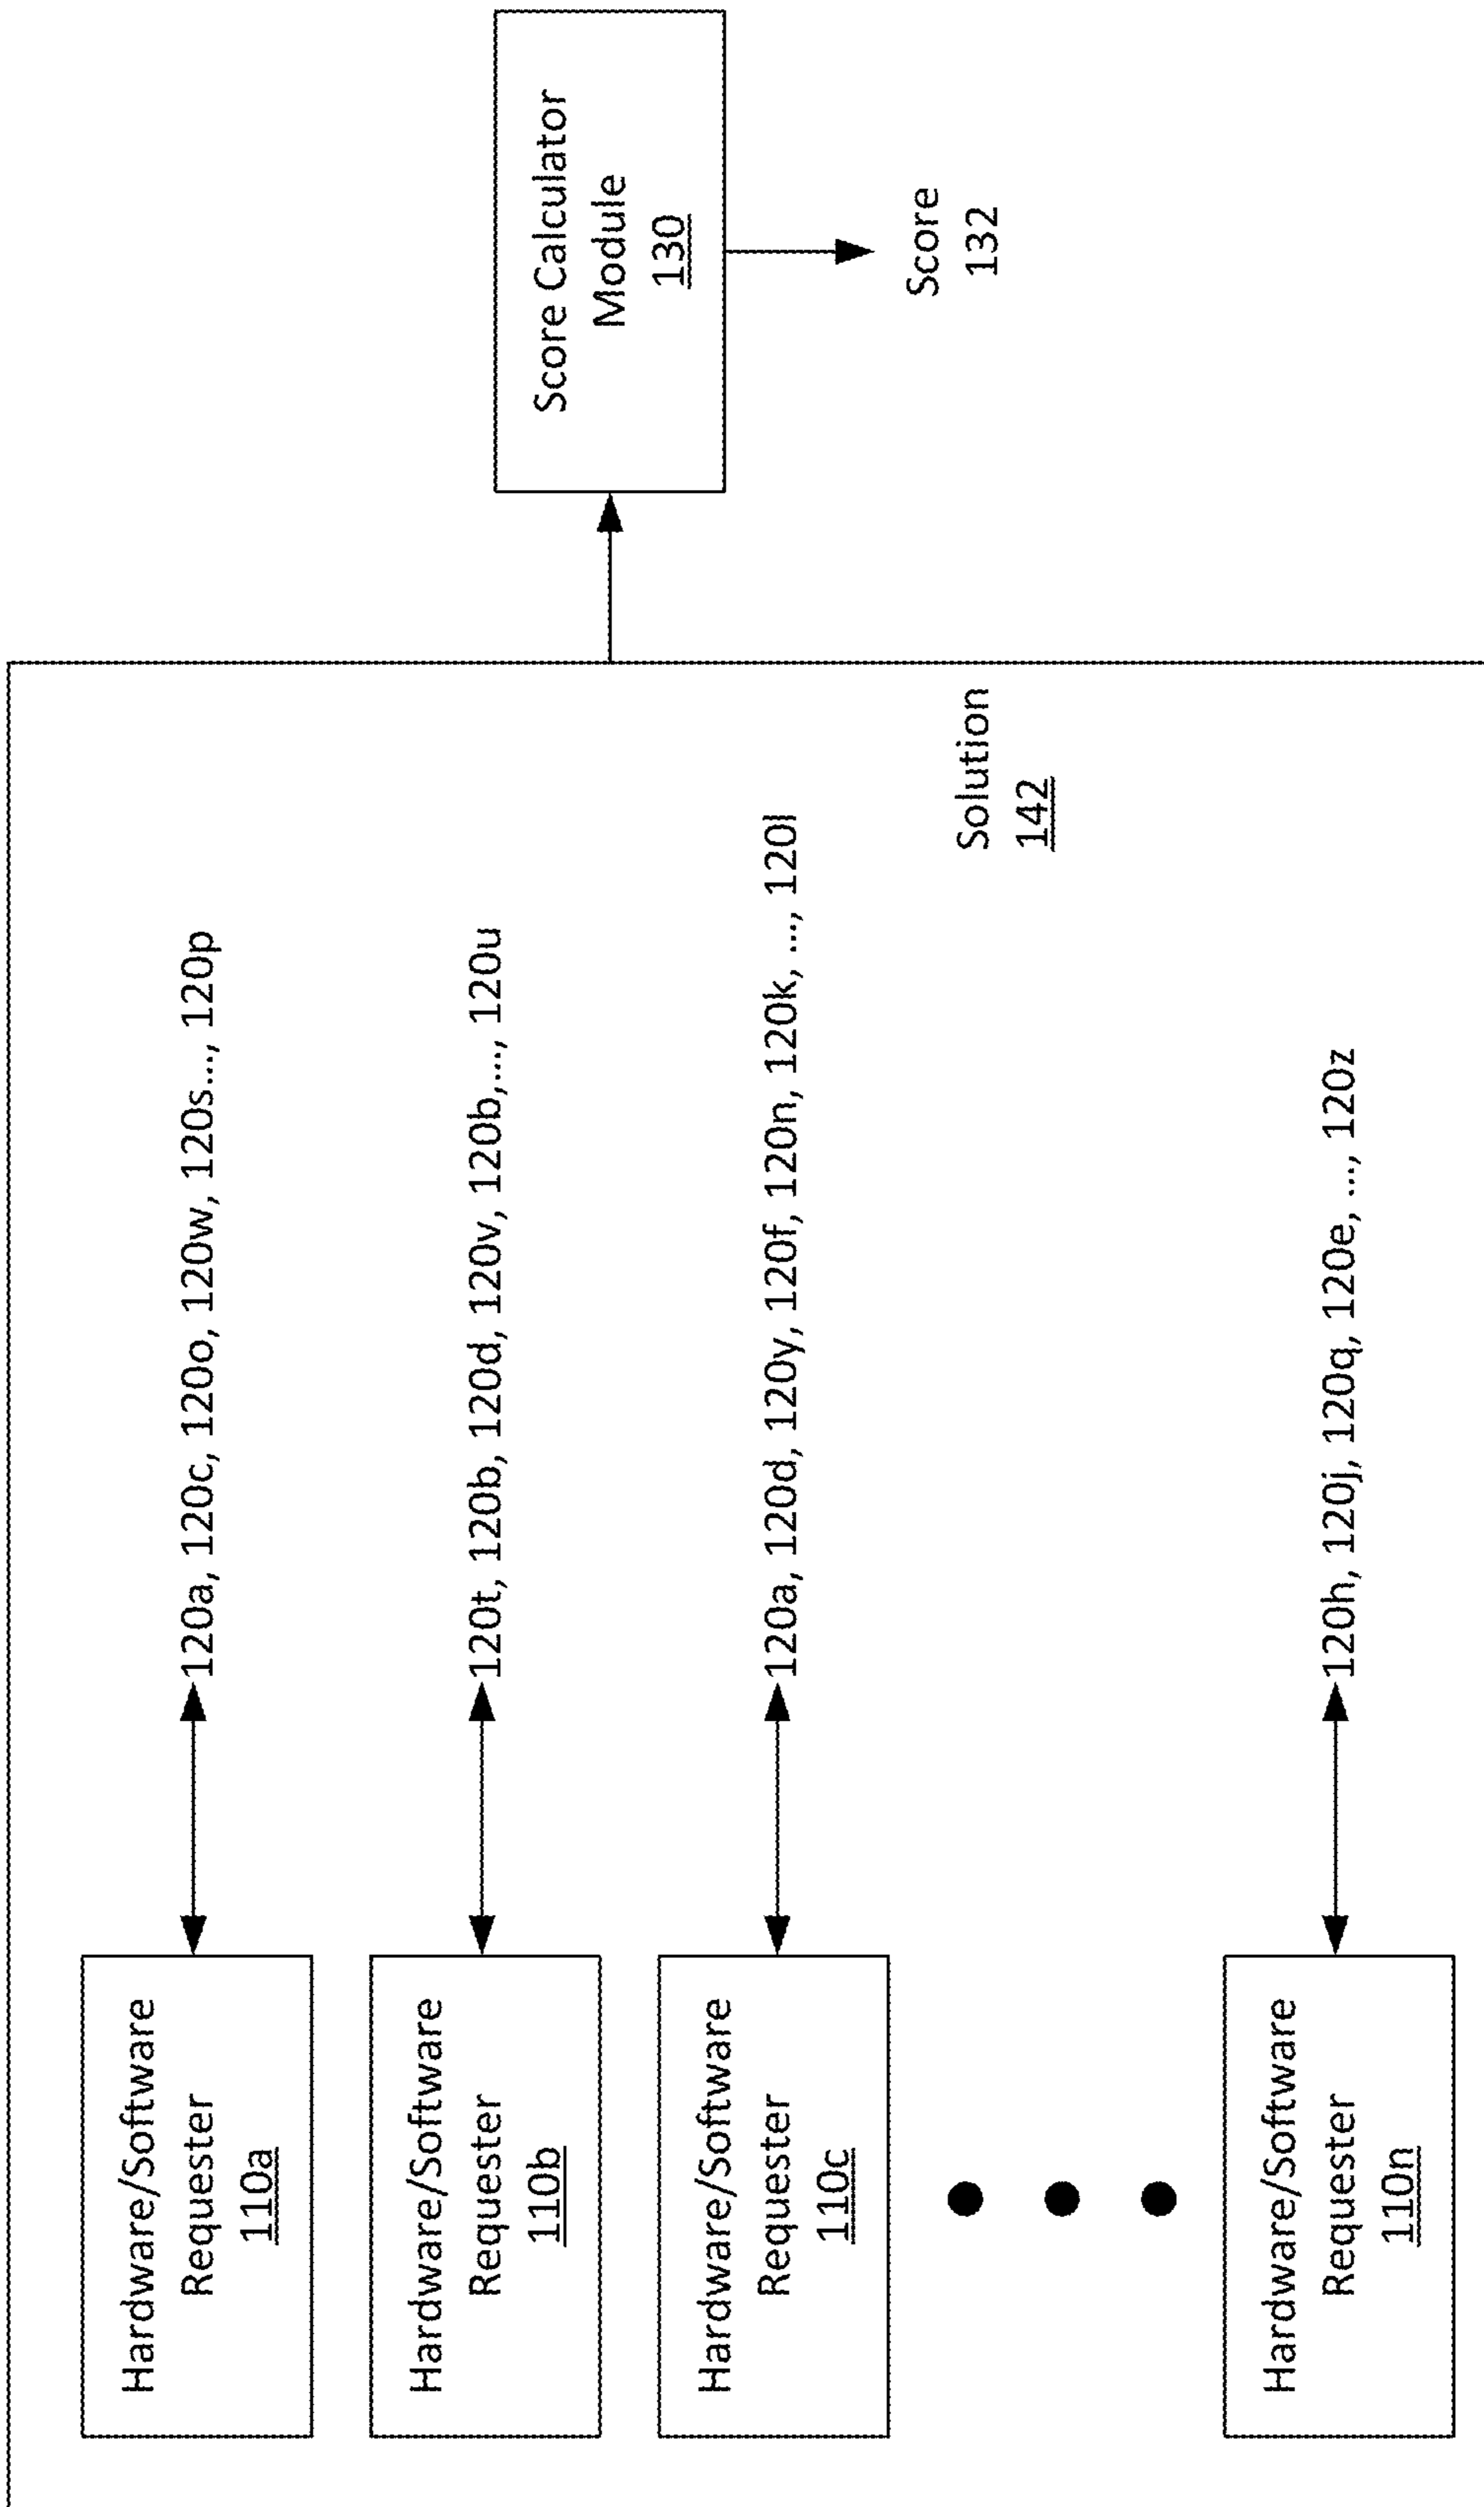 Hardware/Software
Requester
110a
120a, 120c, 120o, 120w, 120s..., 120p
Hardware/Software
Requester
110b
120t, 120b, 120d, 120v, 120b,..., 120u
Hardware/Software
Requester
110c
120a, 120d, 120y, 120f, 120n, 120k, ..., 120l
Hardware/Software
Requester
110n
120h, 120j, 120q, 120e, ..., 120z
Solution
142
Score Calculator
Module
130
Score
132